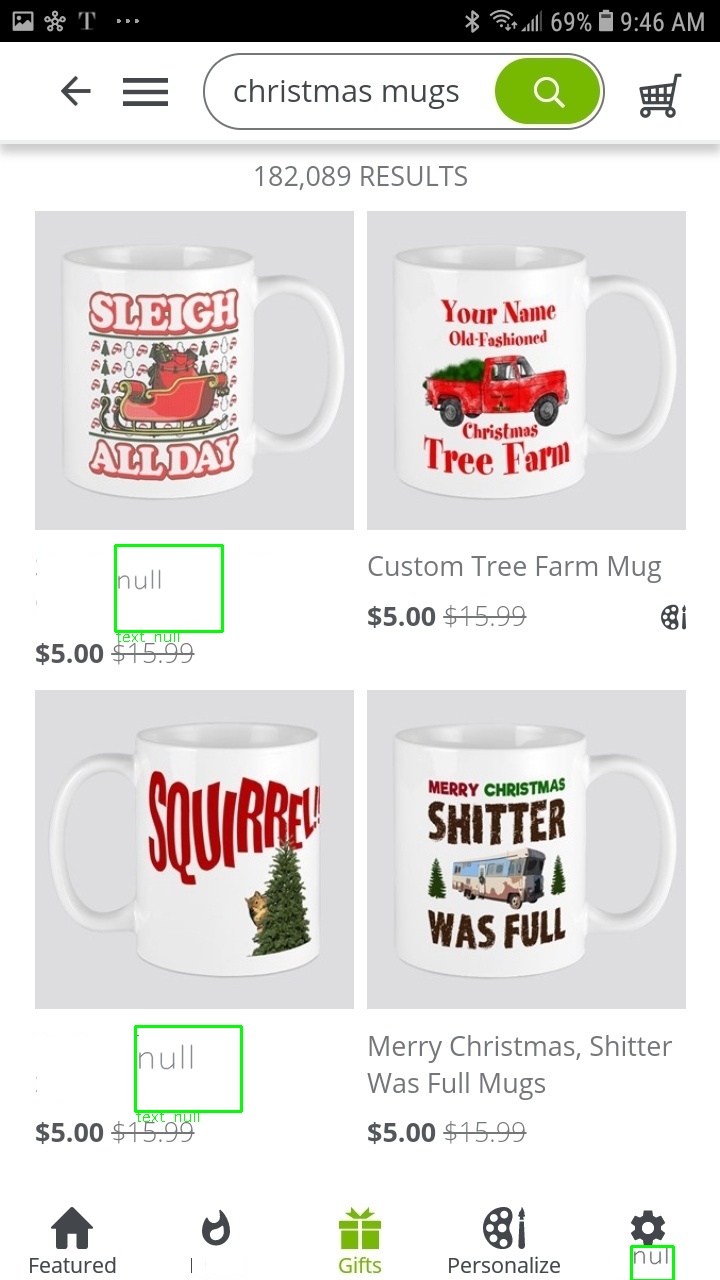 69% 9:46 AM
christmas mugs
182,089 RESULTS
SLEIGH
ALL DAY
Your Name
Old-Fashioned
Christmas
Tree Farm
null
text_null
$5.00 $15.99
Custom Tree Farm Mug
$5.00 $15.99
SQUIRREL!!
MERRY CHRISTMAS
SHITTER
WAS FULL
null
text_null
$5.00 $15.99
Merry Christmas, Shitter
Was Full Mugs
$5.00 $15.99
Featured
Gifts
Personalize
nul